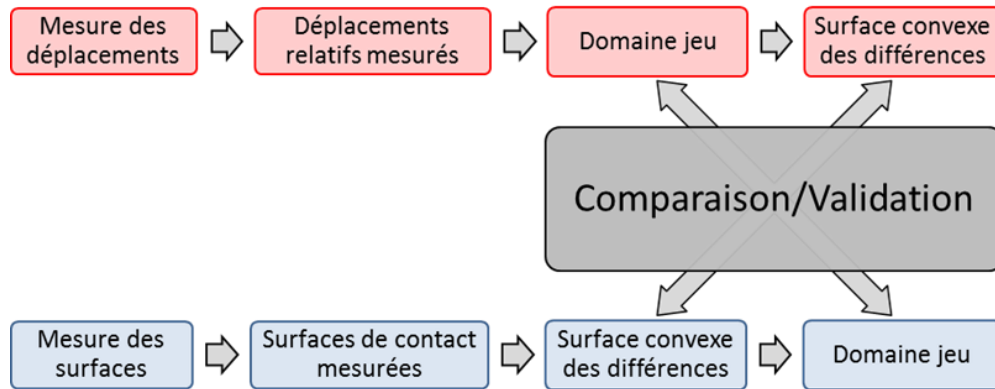 Mesure des
déplacements
Déplacements
relatifs mesurés
Domaine jeu
Surface convexe
des différences
Comparaison/Validation
Mesure des
surfaces
Surfaces de contact
mesurées
Surface convexe
des différences
Domaine jeu